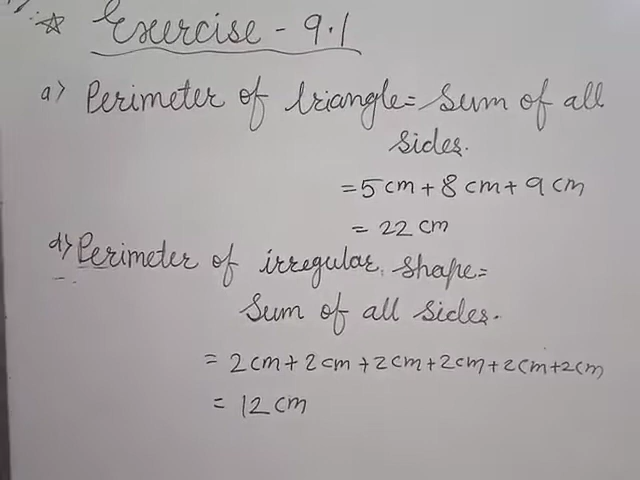 ☆ Exercise - 9.1
a> Perimeter of triangle = Sum of all
sides.
= 5 cm + 8 cm + 9 cm
= 22 cm
d> Perimeter of irregular shape =
Sum of all sides.
= 2 cm + 2 cm + 2 cm + 2 cm + 2 cm + 2 cm
= 12 cm